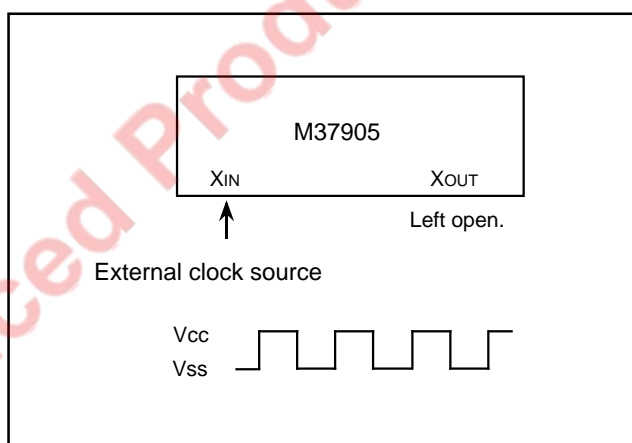 M37905
XIN XOUT
Left open.
External clock source
Vcc
Vss